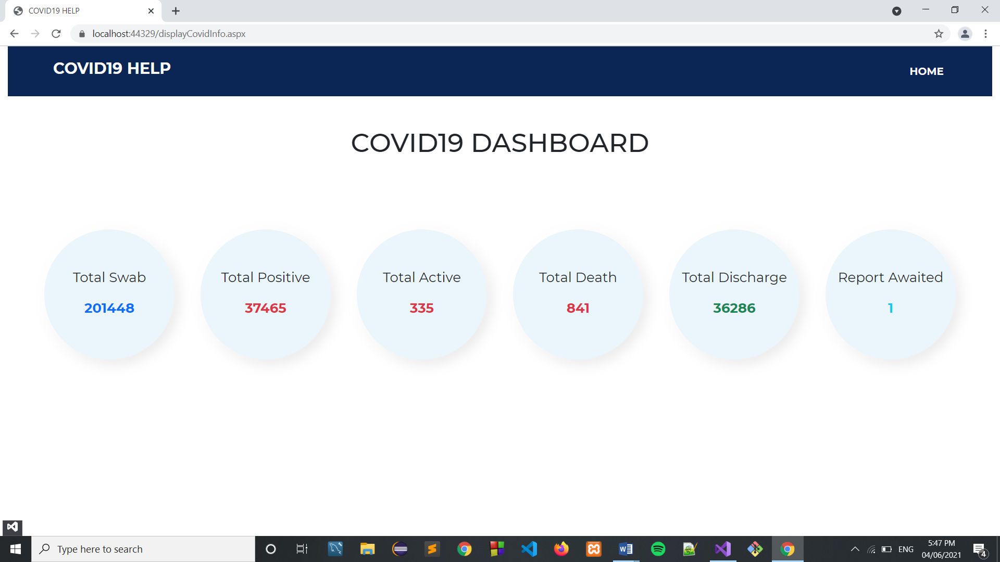 COVID19 HELP
localhost:44329/displayCovidInfo.aspx
COVID19 HELP
HOME
COVID19 DASHBOARD
Total Swab
201448
Total Positive
37465
Total Active
335
Total Death
841
Total Discharge
36286
Report Awaited
1
Type here to search
ENG
5:47 PM
04/06/2021
4